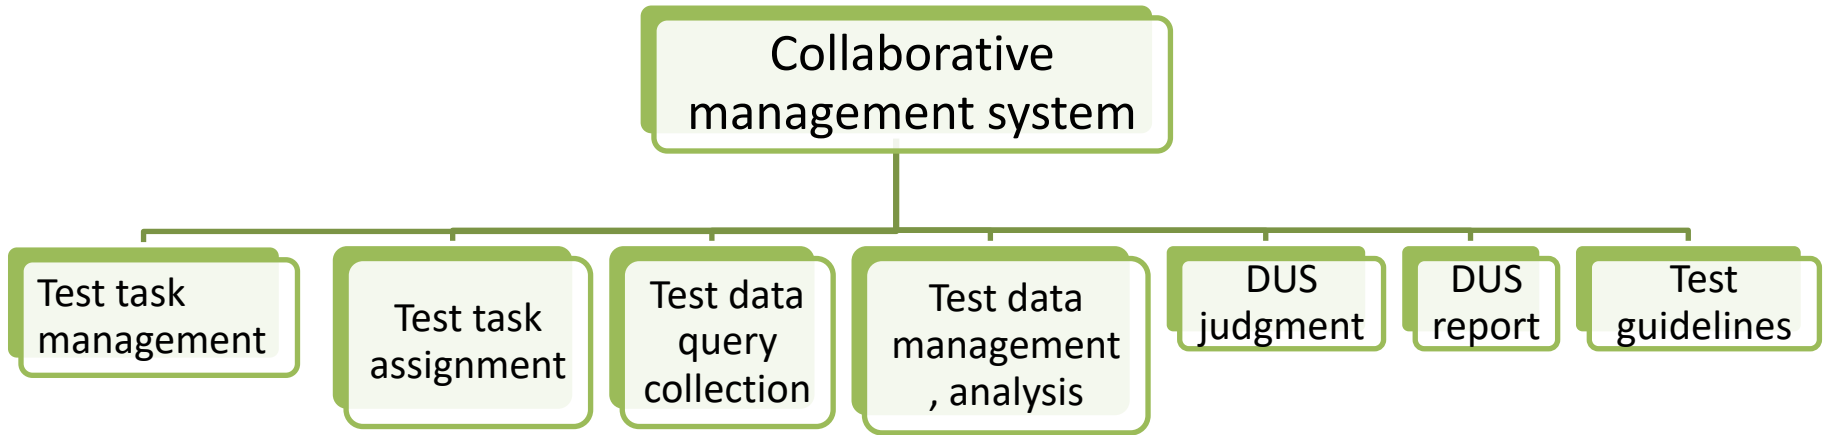 Collaborative
management system
Test task
management
Test task
assignment
Test data
query
collection
Test data
management
, analysis
DUS
judgment
DUS
report
Test
guidelines